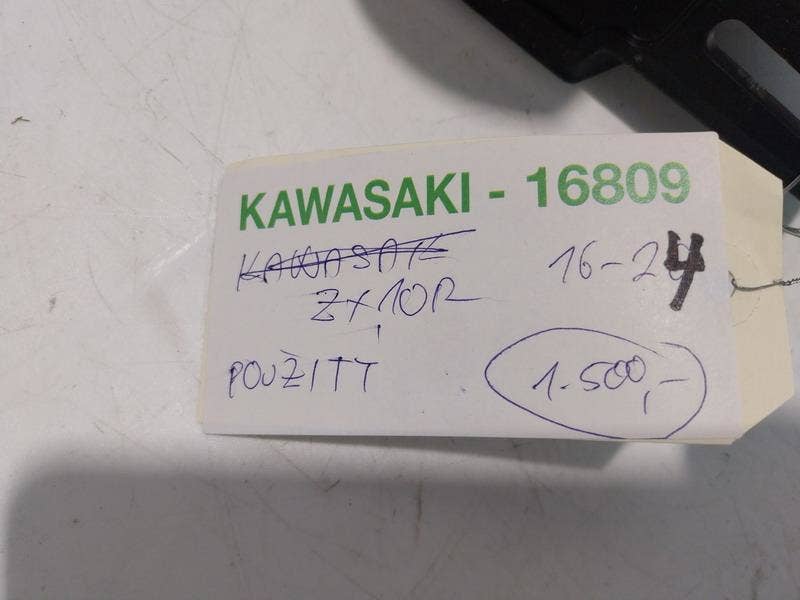 KAWASAKI - 16809
KAWASAKI 16-24
ZX10R
POUŽITÝ 1.500,-